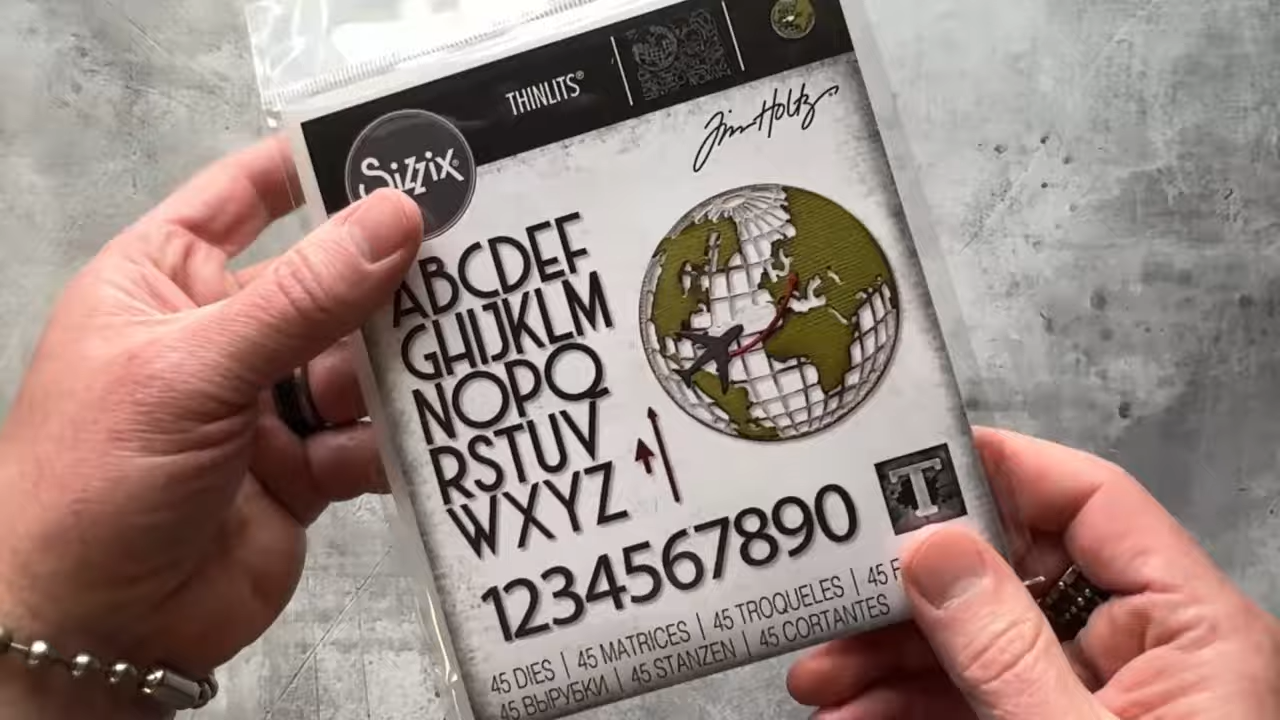 THINLITS®
Sizzix
Tim Holtz
ABCDEF
GHIJKLM
NOPQ
RSTUV
WXYZ
T
1234567890
45 DIES | 45 MATRICES | 45 TROQUELES | 45
45 ВЫРУБКИ | 45 STANZEN | 45 CORTANTES